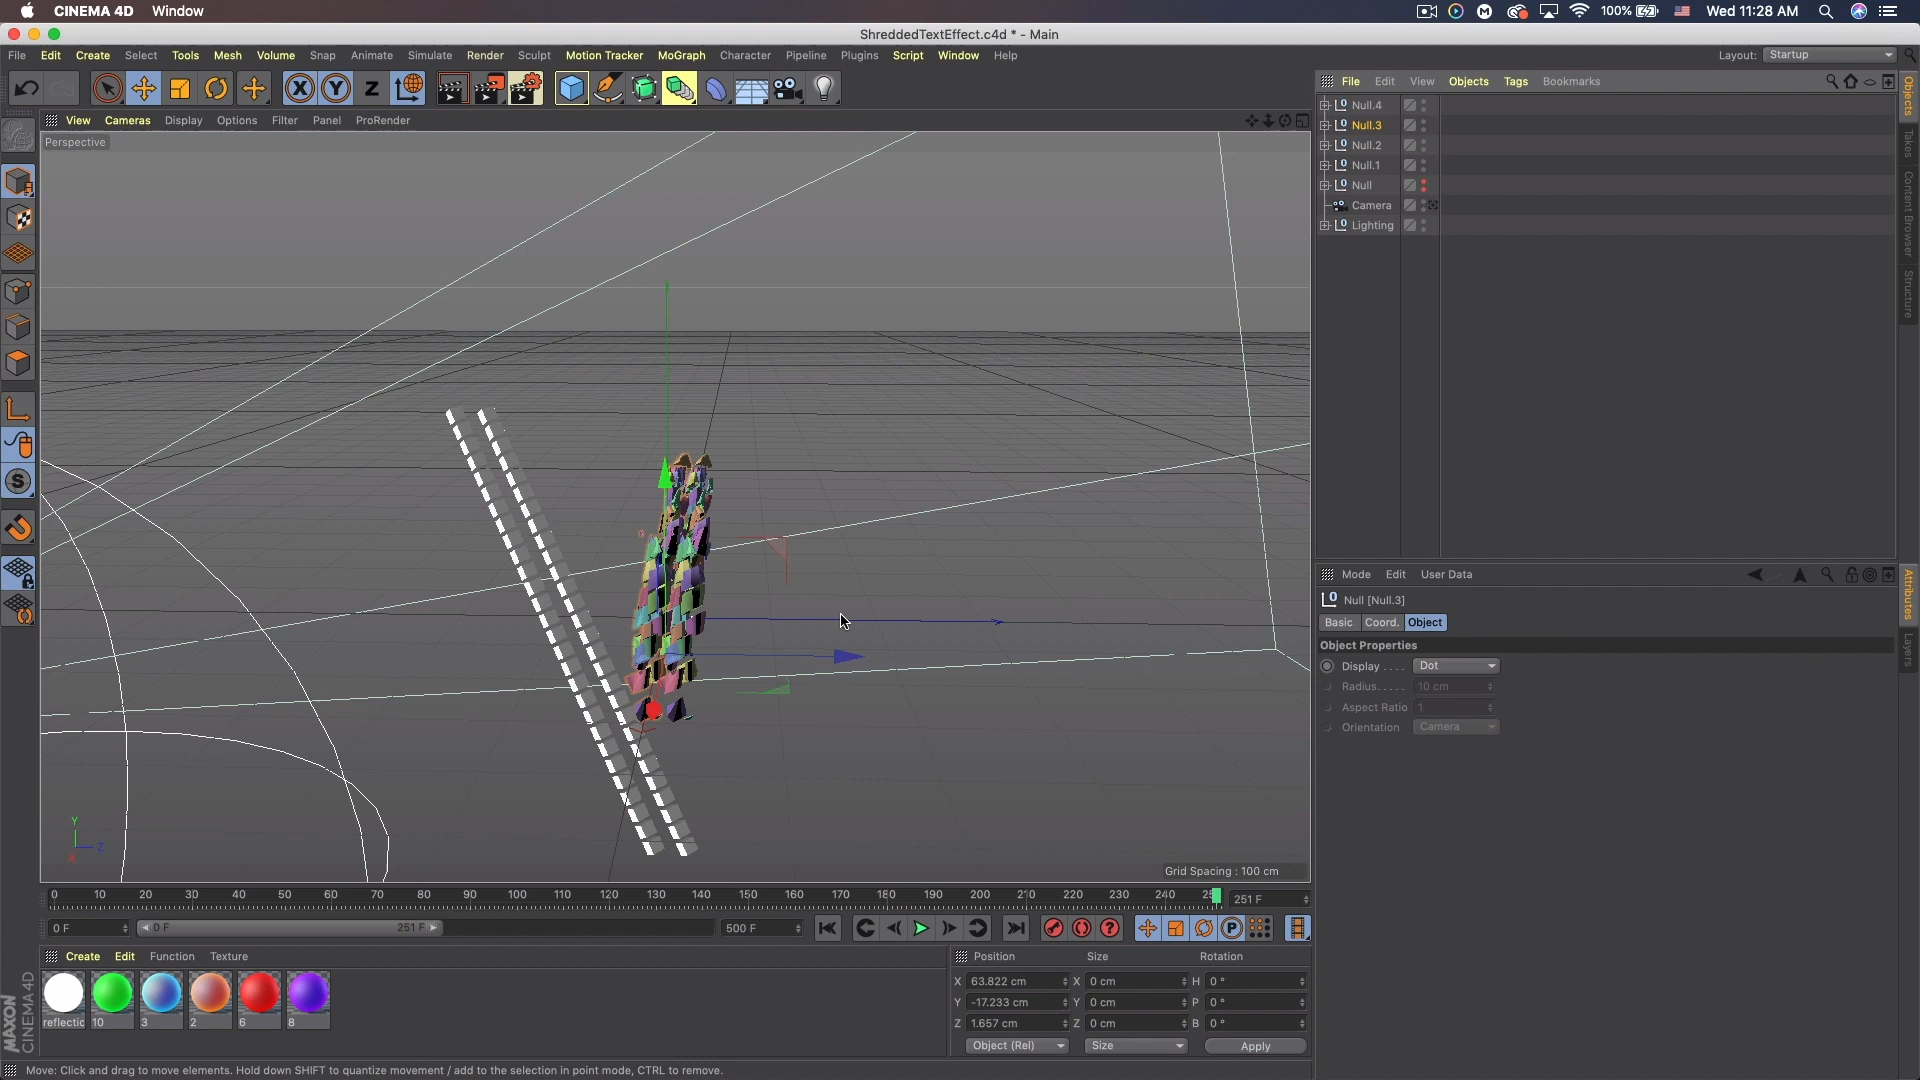 CINEMA 4D Window 100% Wed 11:28 AM
ShreddedTextEffect.c4d * - Main
File Edit Create Select Tools Mesh Volume Snap Animate Simulate Render Sculpt Motion Tracker MoGraph Character Pipeline Plugins Script Window Help Layout: Startup
File Edit View Objects Tags Bookmarks
View Cameras Display Options Filter Panel ProRender
Perspective
Null.4
Null.3
Null.2
Null.1
Null
Camera
Lighting
Objects
Takes
Content Browser
Structure
Mode Edit User Data
Null [Null.3]
Basic Coord. Object
Object Properties
Display . . . . Dot
Radius. . . . . 10 cm
Aspect Ratio 1
Orientation Camera
Attributes
Layers
Y
Z
X
Grid Spacing : 100 cm
0 10 20 30 40 50 60 70 80 90 100 110 120 130 140 150 160 170 180 190 200 210 220 230 240 251 F
0 F 0 F 251 F 500 F
Create Edit Function Texture
reflectic 10 3 2 6 8
Position Size Rotation
X 63.822 cm X 0 cm H 0 °
Y -17.233 cm Y 0 cm P 0 °
Z 1.657 cm Z 0 cm B 0 °
Object (Rel) Size Apply
MAXON
CINEMA 4D
Move: Click and drag to move elements. Hold down SHIFT to quantize movement / add to the selection in point mode, CTRL to remove.